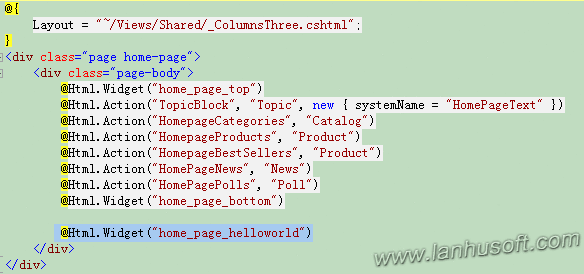 @{
    Layout = "~/Views/Shared/_ColumnsThree.cshtml";
}
<div class="page home-page">
    <div class="page-body">
        @Html.Widget("home_page_top")
        @Html.Action("TopicBlock", "Topic", new { systemName = "HomePageText" })
        @Html.Action("HomepageCategories", "Catalog")
        @Html.Action("HomepageProducts", "Product")
        @Html.Action("HomepageBestSellers", "Product")
        @Html.Action("HomePageNews", "News")
        @Html.Action("HomePagePolls", "Poll")
        @Html.Widget("home_page_bottom")
        @Html.Widget("home_page_helloworld")
    </div>
</div>
www.lanhusoft.com